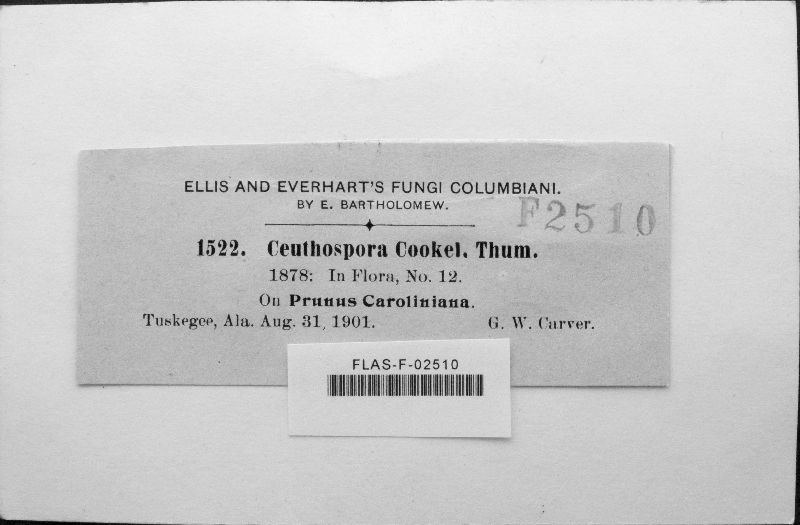 ELLIS AND EVERHART'S FUNGI COLUMBIANI.
BY E. BARTHOLOMEW.
F2510
1522. Ceuthospora Cookei, Thum.
1878: In Flora, No. 12.
On Prunus Caroliniana.
Tuskegee, Ala. Aug. 31, 1901. G. W. Carver.
FLAS-F-02510